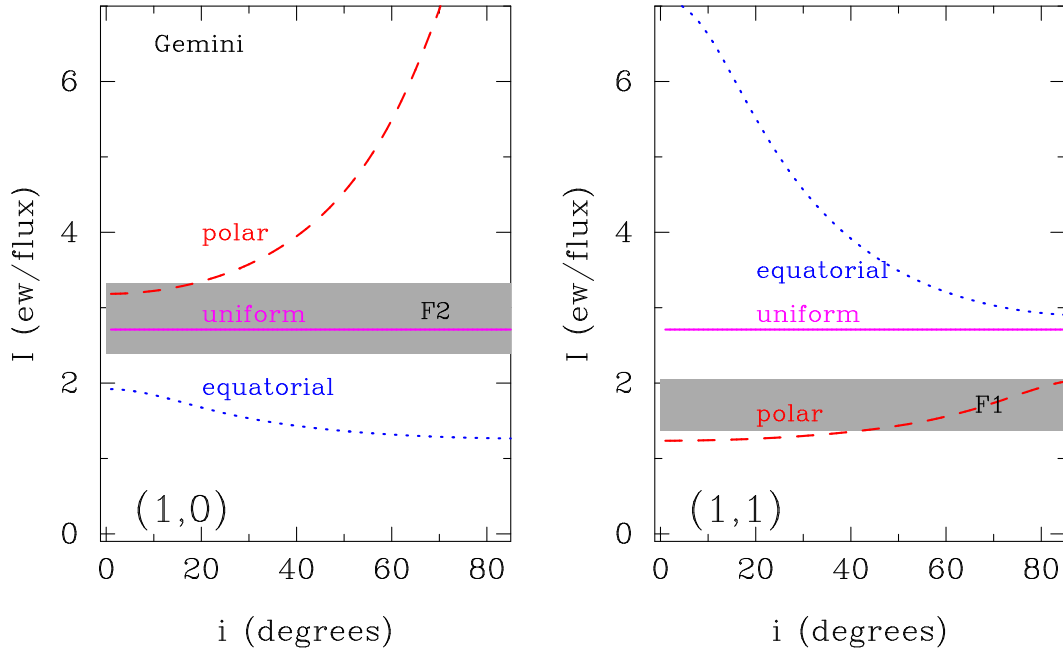 Gemini
I (ew/flux)
6
4
2
0
polar
uniform
F2
equatorial
(1,0)
0 20 40 60 80
i (degrees)
I (ew/flux)
6
4
2
0
equatorial
uniform
polar
F1
(1,1)
0 20 40 60 80
i (degrees)